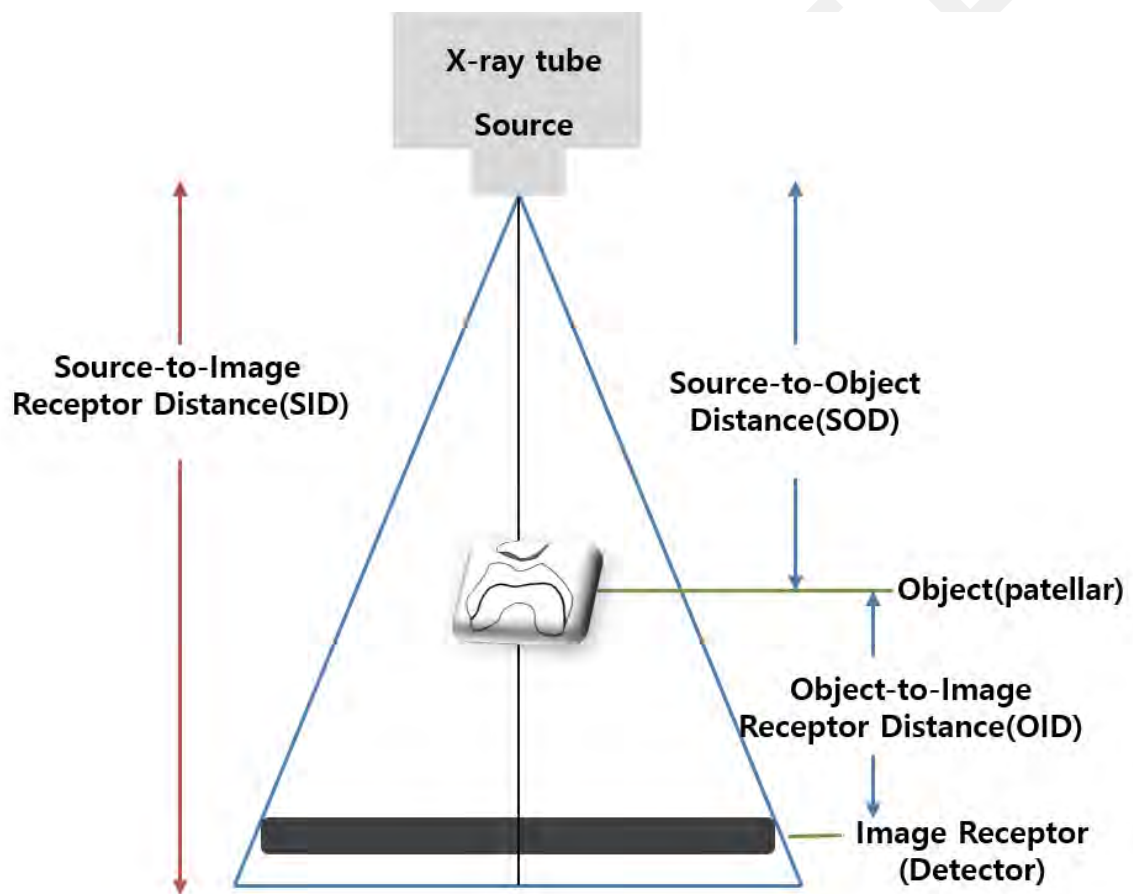 X-ray tube
Source
Source-to-Image
Receptor Distance(SID)
Source-to-Object
Distance(SOD)
Object(patellar)
Object-to-Image
Receptor Distance(OID)
Image Receptor
(Detector)